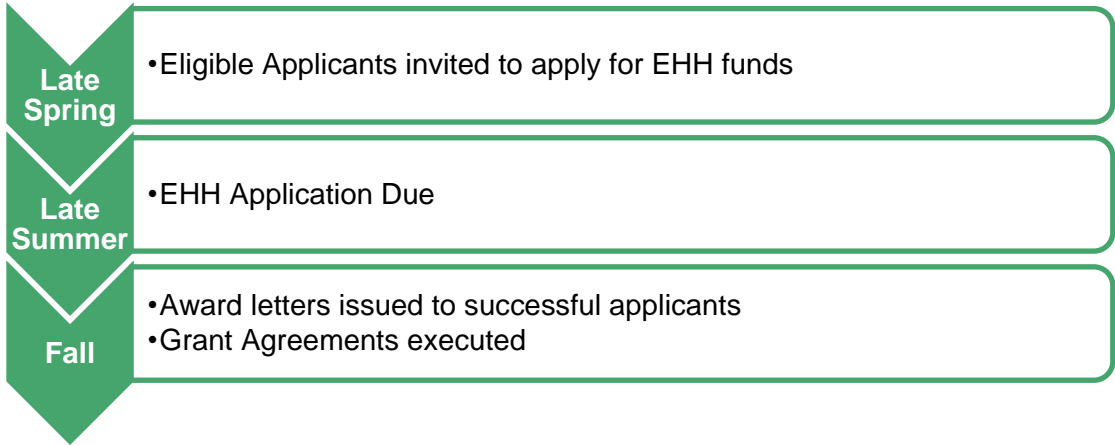 Late
Spring
•Eligible Applicants invited to apply for EHH funds
Late
Summer
•EHH Application Due
Fall
•Award letters issued to successful applicants
•Grant Agreements executed